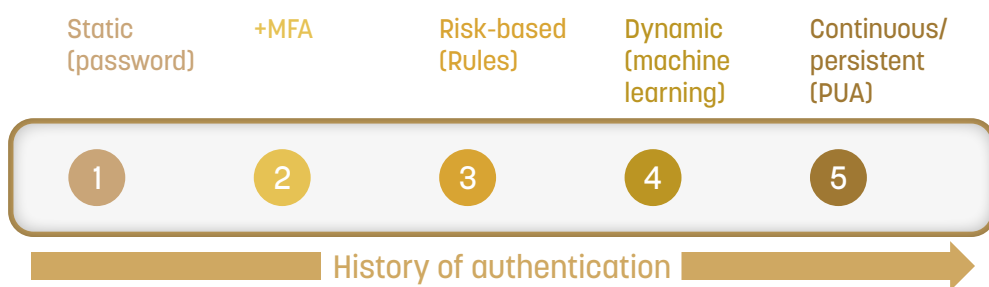 Static
(password)
+MFA
Risk-based
(Rules)
Dynamic
(machine
learning)
Continuous/
persistent
(PUA)
1
2
3
4
5
History of authentication